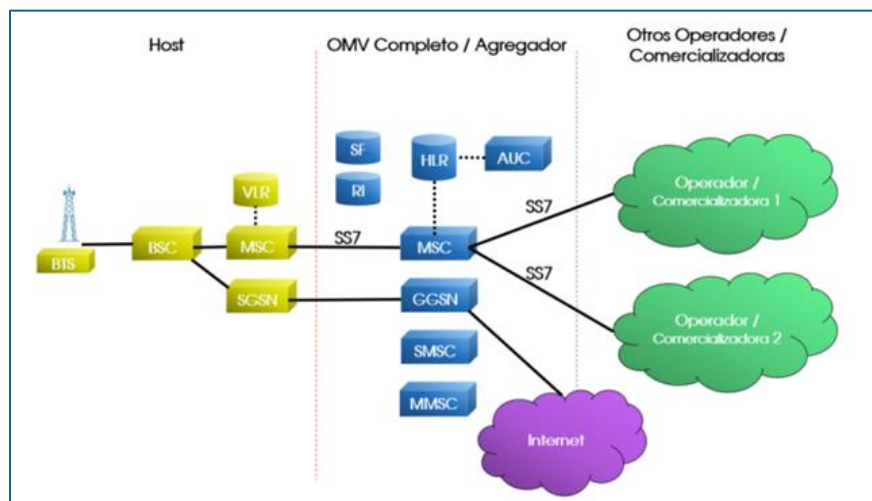 Host
OMV Completo / Agregador
Otros Operadores /
Comercializadoras
SF
RI
HLR
AUC
VLR
BTS
BSC
MSC
SS7
MSC
SS7
SS7
Operador /
Comercializadora 1
SGSN
GGSN
SMSC
MMSC
Operador /
Comercializadora 2
Internet